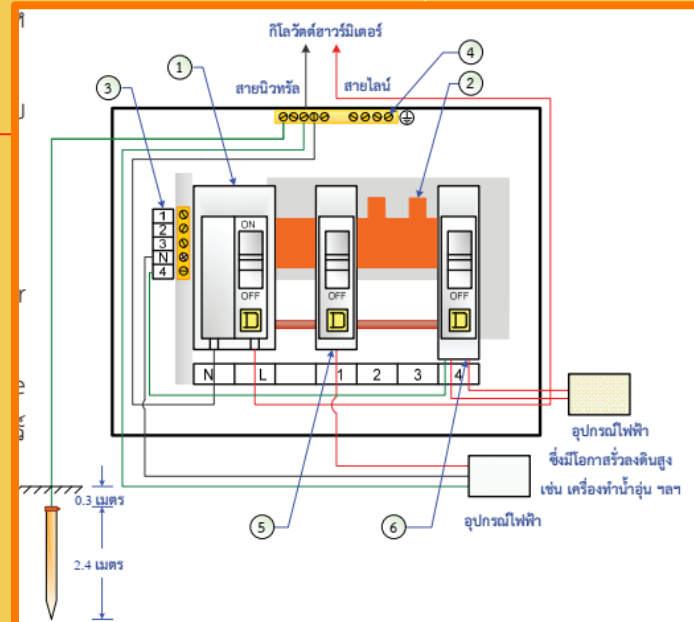 กิโลวัตต์ฮาวร์มิเตอร์
สายนิวทรัล
สายไลน์
1
2
3
4
1
2
3
N
4
ON
OFF
D
OFF
D
OFF
D
N
L
1
2
3
4
อุปกรณ์ไฟฟ้า
ซึ่งมีโอกาสรั่วลงดินสูง
เช่น เครื่องทำน้ำอุ่น ฯลฯ
อุปกรณ์ไฟฟ้า
5
6
0.3 เมตร
2.4 เมตร
r
e